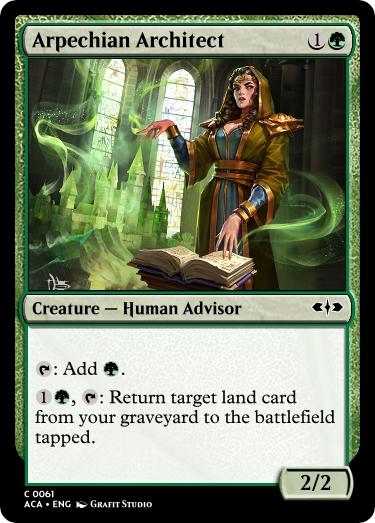 Arpechian Architect 1
Creature — Human Advisor
: Add .
1, : Return target land card
from your graveyard to the battlefield
tapped.
2/2
C 0061
ACA • ENG Grafit Studio